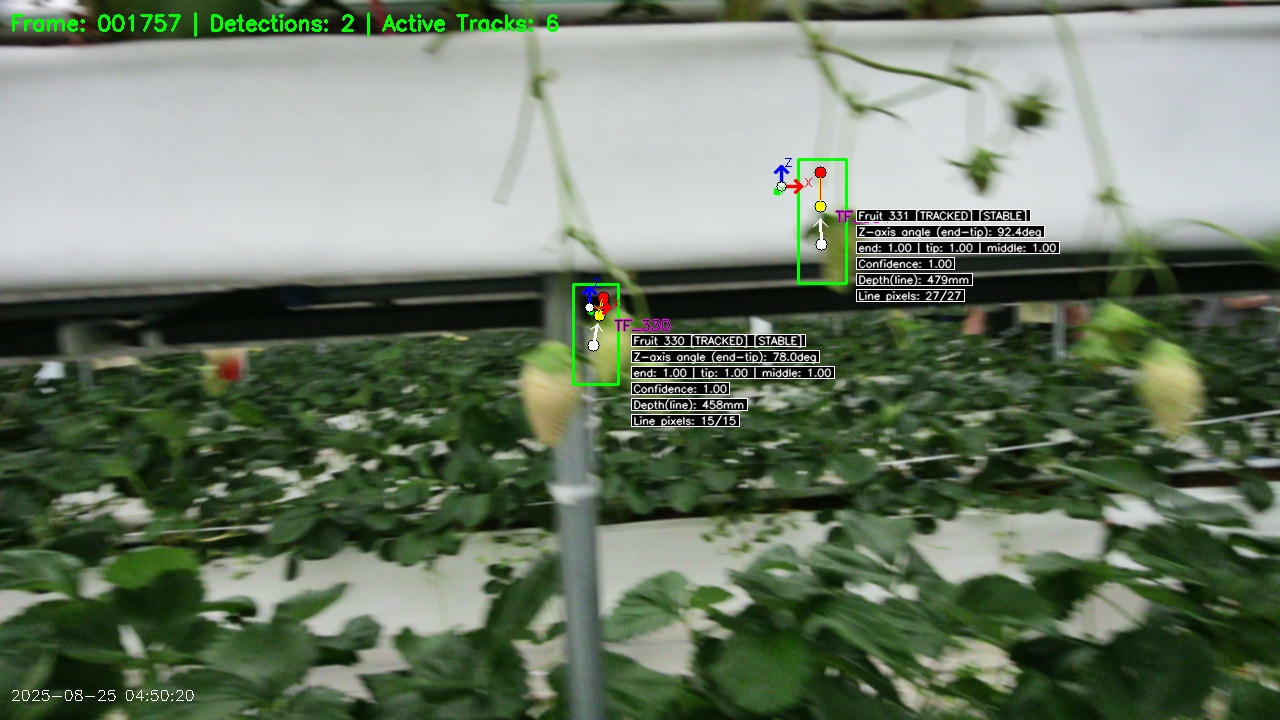 Frame: 001757 | Detections: 2 | Active Tracks: 6
Z
X
TF_
Fruit 331 [TRACKED] [STABLE]
Z-axis angle (end-tip): 92.4deg
end: 1.00 | tip: 1.00 | middle: 1.00
Confidence: 1.00
Depth(line): 479mm
Line pixels: 27/27
TF_330
Fruit 330 [TRACKED] [STABLE]
Z-axis angle (end-tip): 78.0deg
end: 1.00 | tip: 1.00 | middle: 1.00
Confidence: 1.00
Depth(line): 458mm
Line pixels: 15/15
2025-08-25 04:50:20